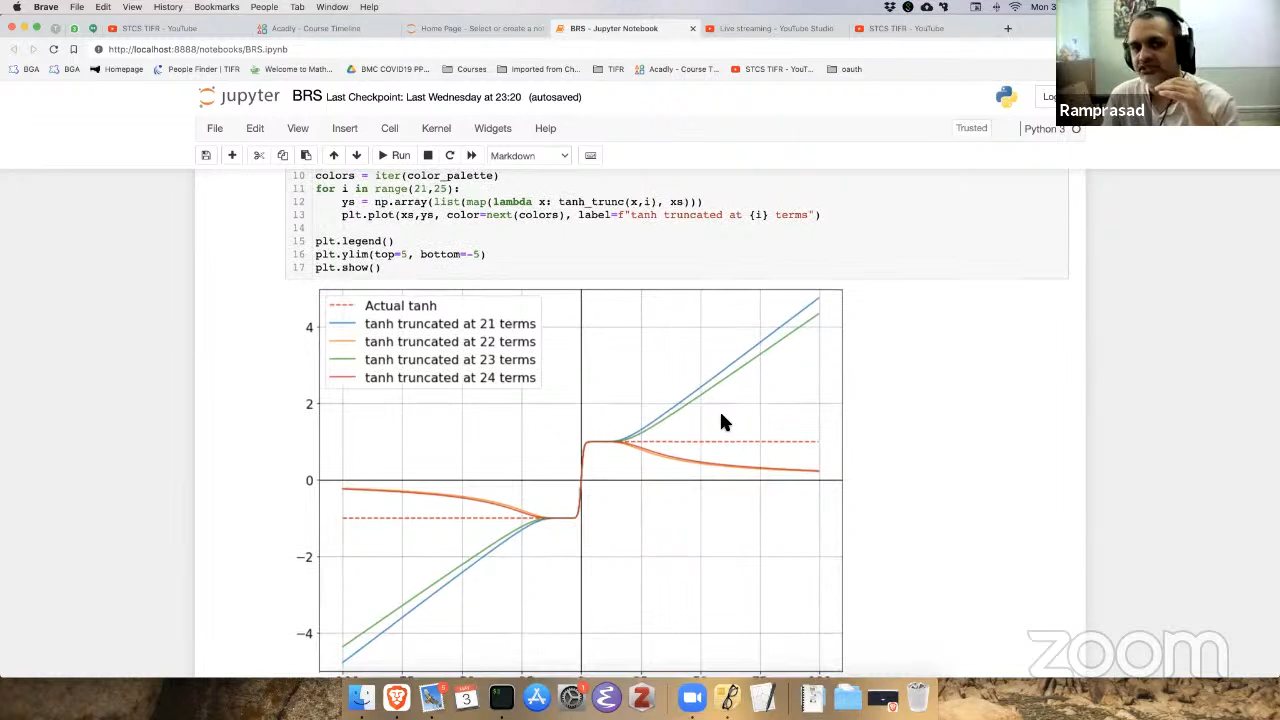 Brave File Edit View History Bookmarks People Tab Window Help
Mon 3
STCS TIFR - YouTube
Acadly - Course Timeline
Home Page - Select or create a not
BRS - Jupyter Notebook
Live streaming - YouTube Studio
STCS TIFR - YouTube
http://localhost:8888/notebooks/BRS.ipynb
BGA BGA Homepage People Finder | TIFR Welcome to Math... BMC COVID19 PP... Courses Imported from Ch... TIFR Acadly - Course T... STCS TIFR - YouT... oauth
Ramprasad
jupyter BRS Last Checkpoint: Last Wednesday at 23:20 (autosaved)
File Edit View Insert Cell Kernel Widgets Help
Trusted
Python 3
Run
Markdown
10 colors = iter(color_palette)
11 for i in range(21,25):
12     ys = np.array(list(map(lambda x: tanh_trunc(x,i), xs)))
13     plt.plot(xs,ys, color=next(colors), label=f"tanh truncated at {i} terms")
14
15 plt.legend()
16 plt.ylim(top=5, bottom=-5)
17 plt.show()
Actual tanh
tanh truncated at 21 terms
tanh truncated at 22 terms
tanh truncated at 23 terms
tanh truncated at 24 terms
4
2
0
−2
−4
zoom